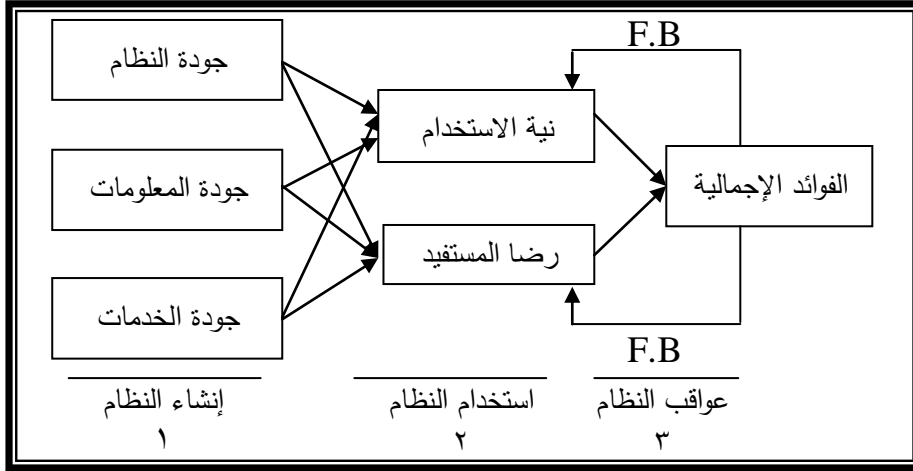 F.B
جودة النظام
نية الاستخدام
جودة المعلومات
الفوائد الإجمالية
رضا المستفيد
جودة الخدمات
F.B
إنشاء النظام
استخدام النظام
عواقب النظام
١
٢
٣